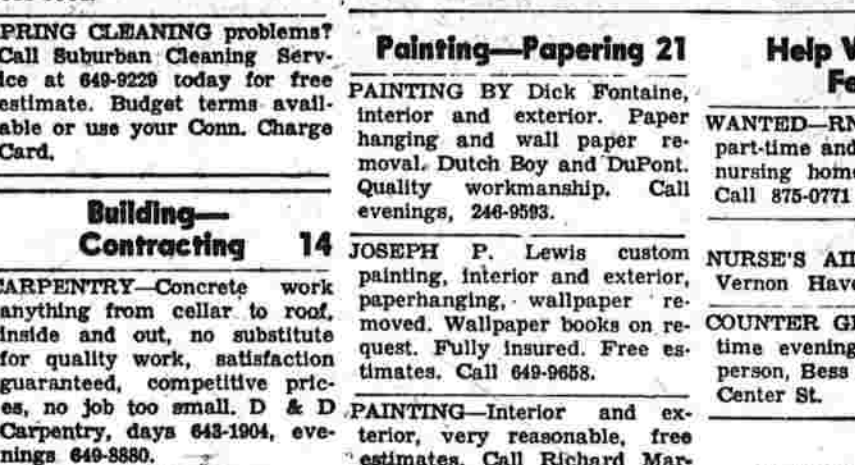 PRING CLEANING problems?
Call Suburban Cleaning Serv-
ice at 649-9229 today for free
estimate. Budget terms avail-
able or use your Conn. Charge
Card.
Building—
Contracting 14
ARPENTRY—Concrete work
anything from cellar to roof,
inside and out, no substitute
for quality work, satisfaction
guaranteed, competitive pric-
es, no job too small. D & D
Carpentry, days 643-1904, eve-
nings 649-8880.
Painting—Papering 21
PAINTING BY Dick Fontaine,
interior and exterior. Paper
hanging and wall paper re-
moval. Dutch Boy and DuPont.
Quality workmanship. Call
evenings, 246-9593.
JOSEPH P. Lewis custom
painting, interior and exterior,
paperhanging, wallpaper re-
moved. Wallpaper books on re-
quest. Fully insured. Free es-
timates. Call 649-9658.
PAINTING—Interior and ex-
terior, very reasonable, free
estimates. Call Richard Mar-
Help
Fe
WANTED—RN
part-time and
nursing home
Call 875-0771
NURSE'S AI
Vernon Have
COUNTER G
time evening
person, Bess
Center St.